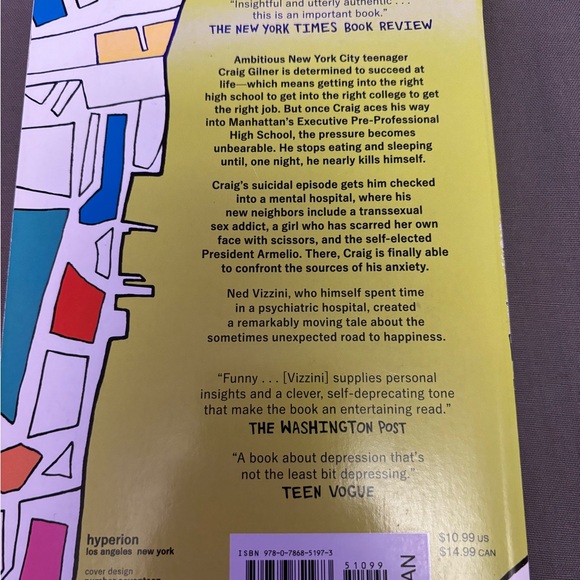 "Insightful and utterly authentic . . .
this is an important book."
THE NEW YORK TIMES BOOK REVIEW
Ambitious New York City teenager
Craig Gilner is determined to succeed at
life—which means getting into the right
high school to get into the right college to get
the right job. But once Craig aces his way
into Manhattan's Executive Pre-Professional
High School, the pressure becomes
unbearable. He stops eating and sleeping
until, one night, he nearly kills himself.
Craig's suicidal episode gets him checked
into a mental hospital, where his
new neighbors include a transsexual
sex addict, a girl who has scarred her own
face with scissors, and the self-elected
President Armelio. There, Craig is finally able
to confront the sources of his anxiety.
Ned Vizzini, who himself spent time
in a psychiatric hospital, created
a remarkably moving tale about the
sometimes unexpected road to happiness.
"Funny . . . [Vizzini] supplies personal
insights and a clever, self-deprecating tone
that make the book an entertaining read."
THE WASHINGTON POST
"A book about depression that's
not the least bit depressing."
TEEN VOGUE
hyperion
los angeles new york
cover design
ISBN 978-0-7868-5197-3
51099
$10.99 US
$14.99 CAN